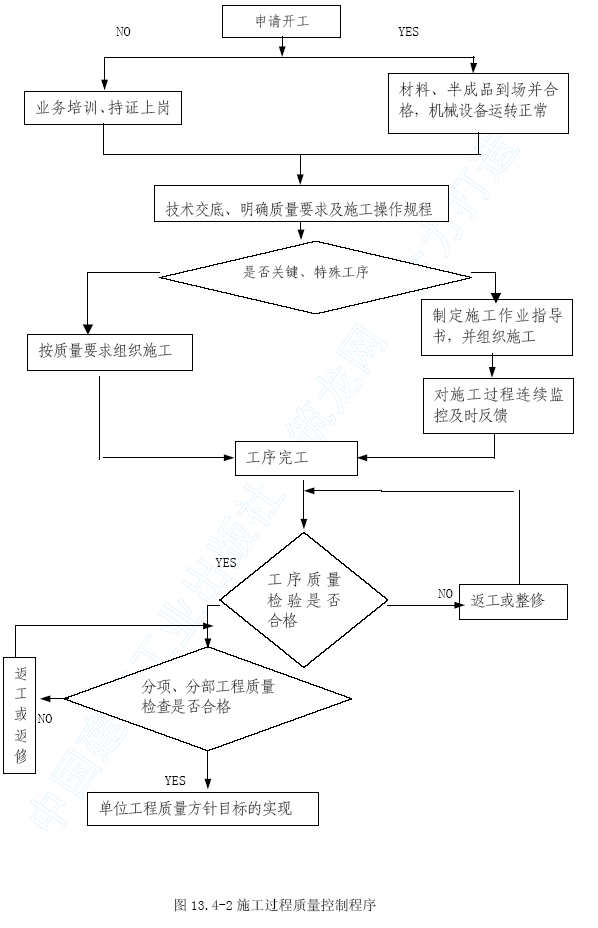 申请开工
NO
YES
业务培训、持证上岗
材料、半成品到场并合
格，机械设备运转正常
技术交底、明确质量要求及施工操作规程
是否关键、特殊工序
按质量要求组织施工
制定施工作业指导
书，并组织施工
对施工过程连续监
控及时反馈
工序完工
YES
工序质量
检验是否
合格
NO
返工或整修
返
工
或
返
修
NO
分项、分部工程质量
检查是否合格
YES
单位工程质量方针目标的实现
图 13.4-2 施工过程质量控制程序